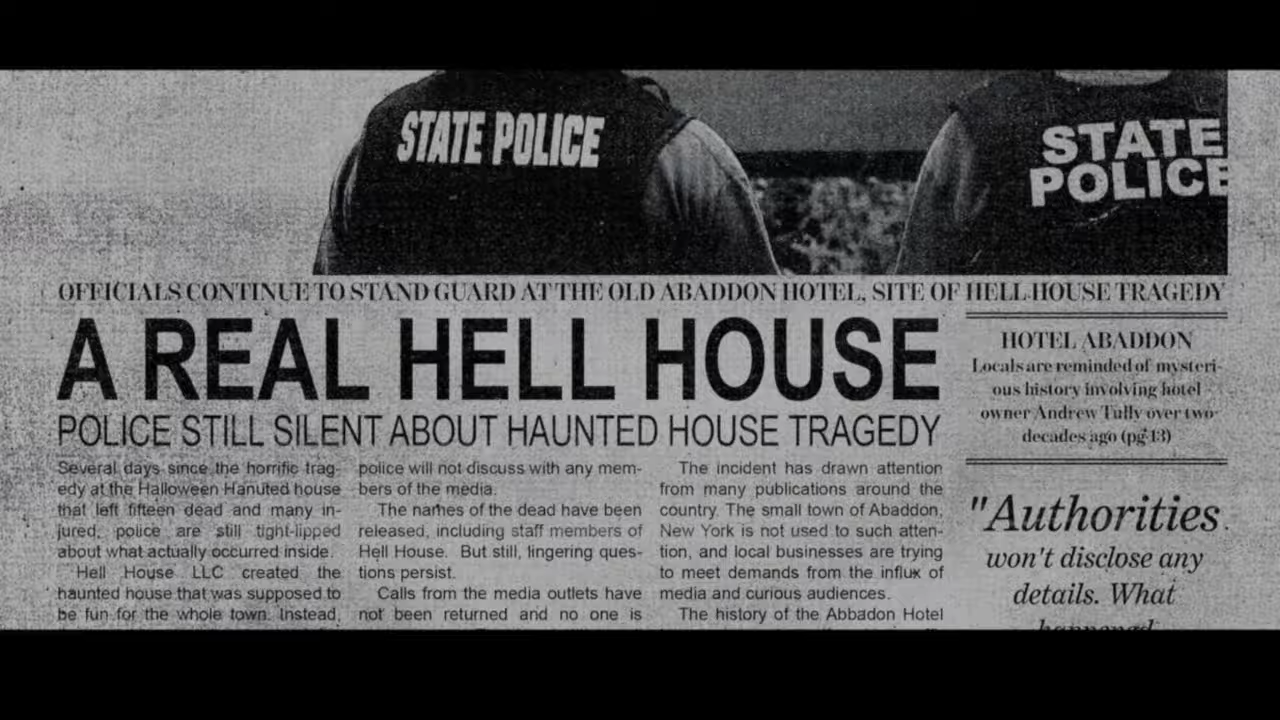 STATE POLICE
STATE
POLICE
OFFICIALS CONTINUE TO STAND GUARD AT THE OLD ABADDON HOTEL, SITE OF HELL HOUSE TRAGEDY
A REAL HELL HOUSE
POLICE STILL SILENT ABOUT HAUNTED HOUSE TRAGEDY
Several days since the horrific trag-
edy at the Halloween Hanuted house
that left fifteen dead and many in-
jured, police are still tight-lipped
about what actually occurred inside.
Hell House LLC created the
haunted house that was supposed to
be fun for the whole town. Instead,
police will not discuss with any mem-
bers of the media.
The names of the dead have been
released, including staff members of
Hell House. But still, lingering ques-
tions persist.
Calls from the media outlets have
not been returned and no one is
The incident has drawn attention
from many publications around the
country. The small town of Abaddon,
New York is not used to such atten-
tion, and local businesses are trying
to meet demands from the influx of
media and curious audiences.
The history of the Abbadon Hotel
HOTEL ABADDON
Locals are reminded of mysteri-
ous history involving hotel
owner Andrew Tully over two
decades ago (pg 13)
"Authorities
won't disclose any
details. What
happened